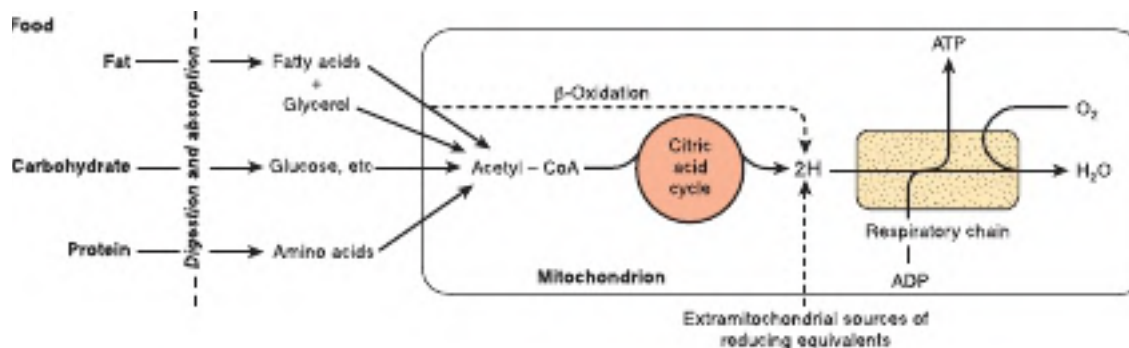 Food
Fat
Digestion and absorption
Fatty acids
+
Glycerol
Carbohydrate
Glucose, etc
Protein
Amino acids
β-Oxidation
Acetyl – CoA
Citric
acid
cycle
2H
ATP
O₂
H₂O
Respiratory chain
ADP
Mitochondrion
Extramitochondrial sources of
reducing equivalents